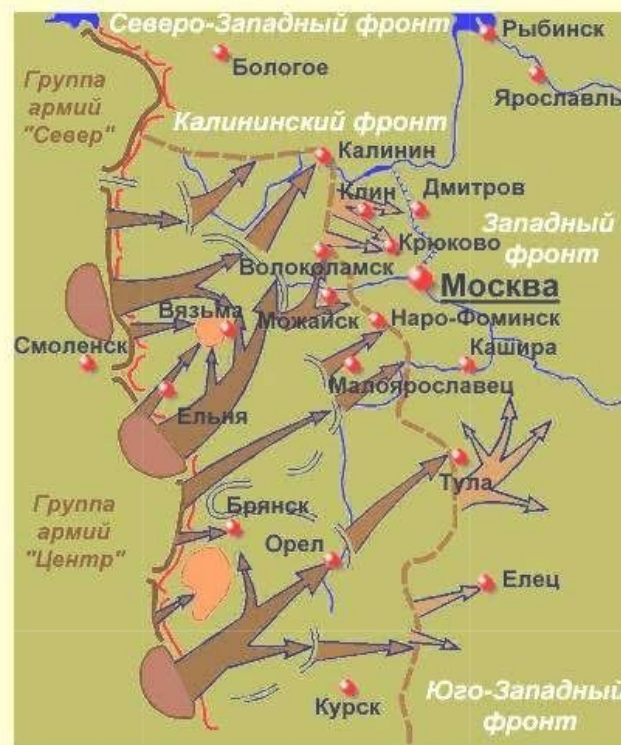 Северо-Западный фронт
Рыбинск
Бологое
Ярославль
Группа
армий
"Север"
Калининский фронт
Калинин
Клин
Дмитров
Западный
фронт
Крюково
Волоколамск
Москва
Вязьма
Можайск
Наро-Фоминск
Смоленск
Кашира
Малоярославец
Ельня
Тула
Группа
армий
"Центр"
Брянск
Орел
Елец
Курск
Юго-Западный
фронт